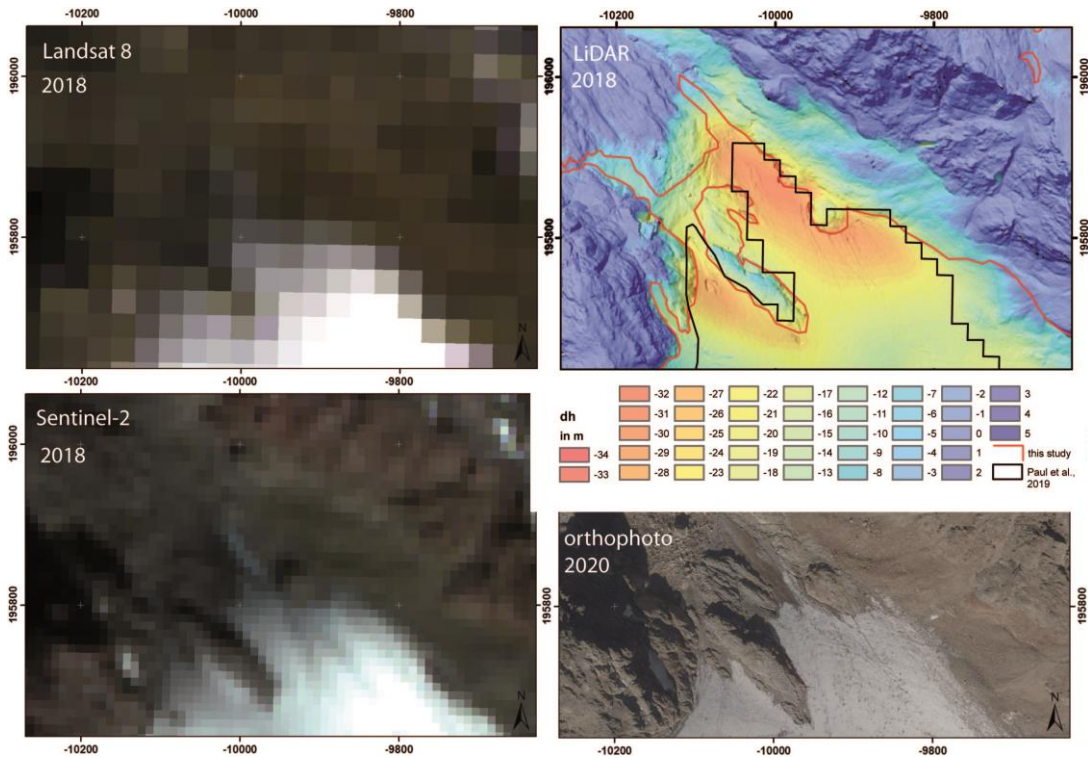 -10200 -10000 -9800
Landsat 8
2018
196000
195800
N
-10200 -10000 -9800
LiDAR
2018
196000
195800
N
-10200 -10000 -9800
Sentinel-2
2018
196000
195800
N
-10200 -10000 -9800
dh
in m
-34
-33
-32 -27 -22 -17 -12 -7 -2 3
-31 -26 -21 -16 -11 -6 -1 4
-30 -25 -20 -15 -10 -5 0 5
-29 -24 -19 -14 -9 -4 1 this study
-28 -23 -18 -13 -8 -3 2 Paul et al.,
2019
orthophoto
2020
195800
195800
N
-10200 -10000 -9800